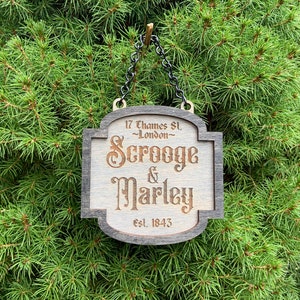 17 Thames St.
~London~
Scrooge
&
Marley
Est. 1843